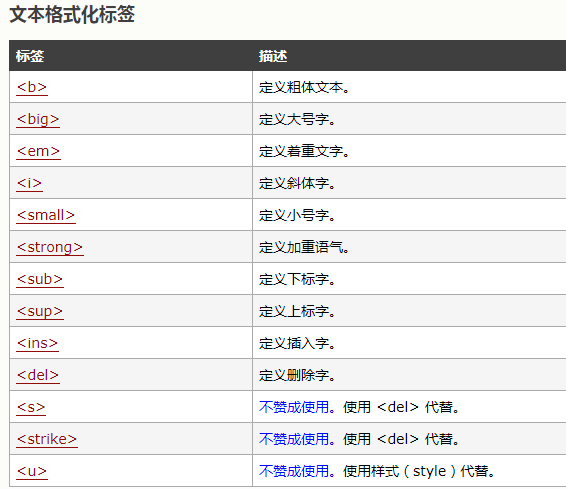 文本格式化标签
标签 描述
<b> 定义粗体文本。
<big> 定义大号字。
<em> 定义着重文字。
<i> 定义斜体字。
<small> 定义小号字。
<strong> 定义加重语气。
<sub> 定义下标字。
<sup> 定义上标字。
<ins> 定义插入字。
<del> 定义删除字。
<s> 不赞成使用。使用 <del> 代替。
<strike> 不赞成使用。使用 <del> 代替。
<u> 不赞成使用。使用样式（style）代替。